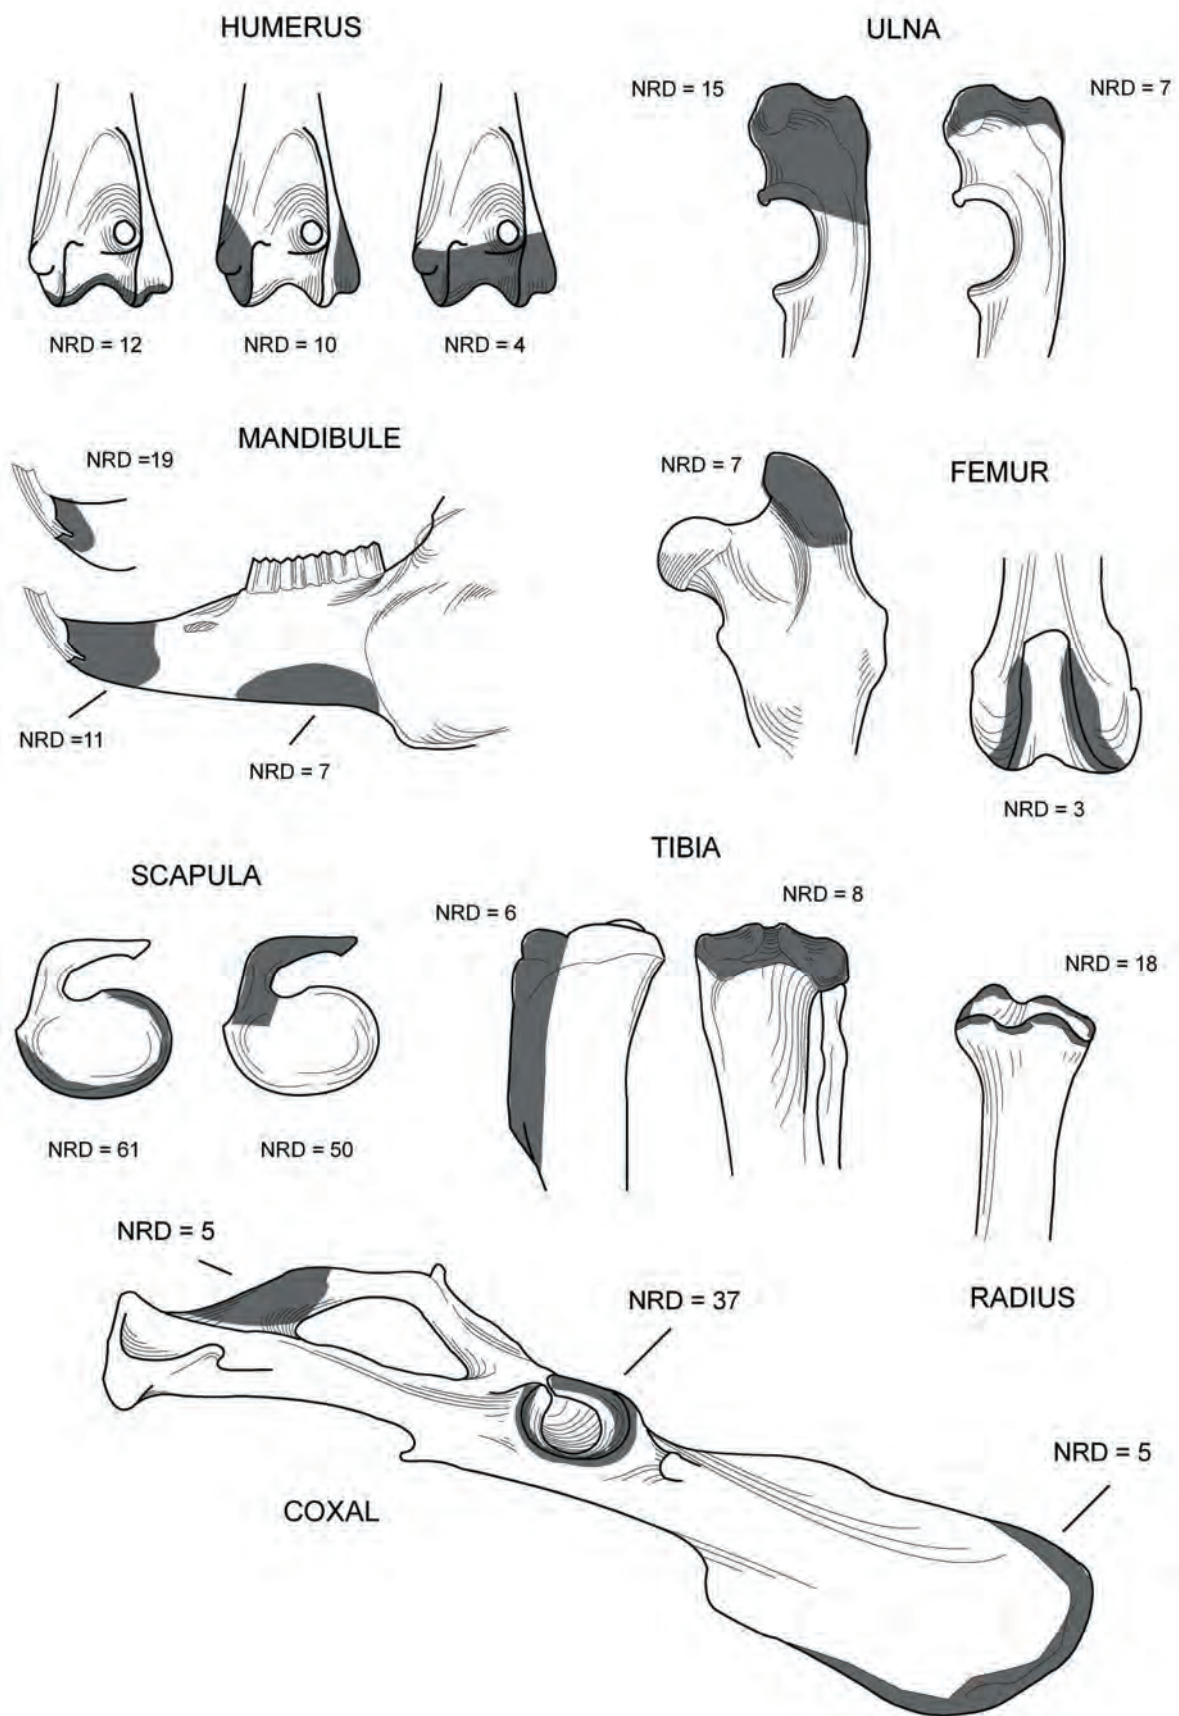 HUMERUS
NRD = 12
NRD = 10
NRD = 4
ULNA
NRD = 15
NRD = 7
MANDIBULE
NRD =19
NRD =11
NRD = 7
FEMUR
NRD = 7
NRD = 3
SCAPULA
NRD = 61
NRD = 50
TIBIA
NRD = 6
NRD = 8
NRD = 18
RADIUS
NRD = 5
NRD = 37
NRD = 5
COXAL